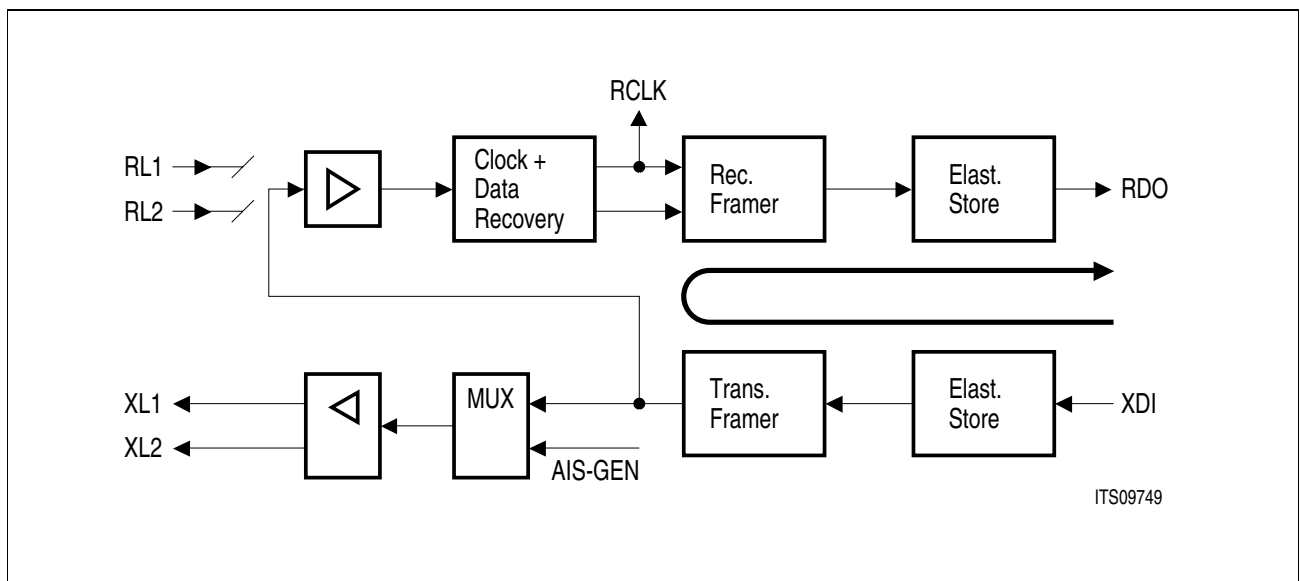 RCLK
RL1
RL2
Clock +
Data
Recovery
Rec.
Framer
Elast.
Store
RDO
XL1
XL2
MUX
AIS-GEN
Trans.
Framer
Elast.
Store
XDI
ITS09749